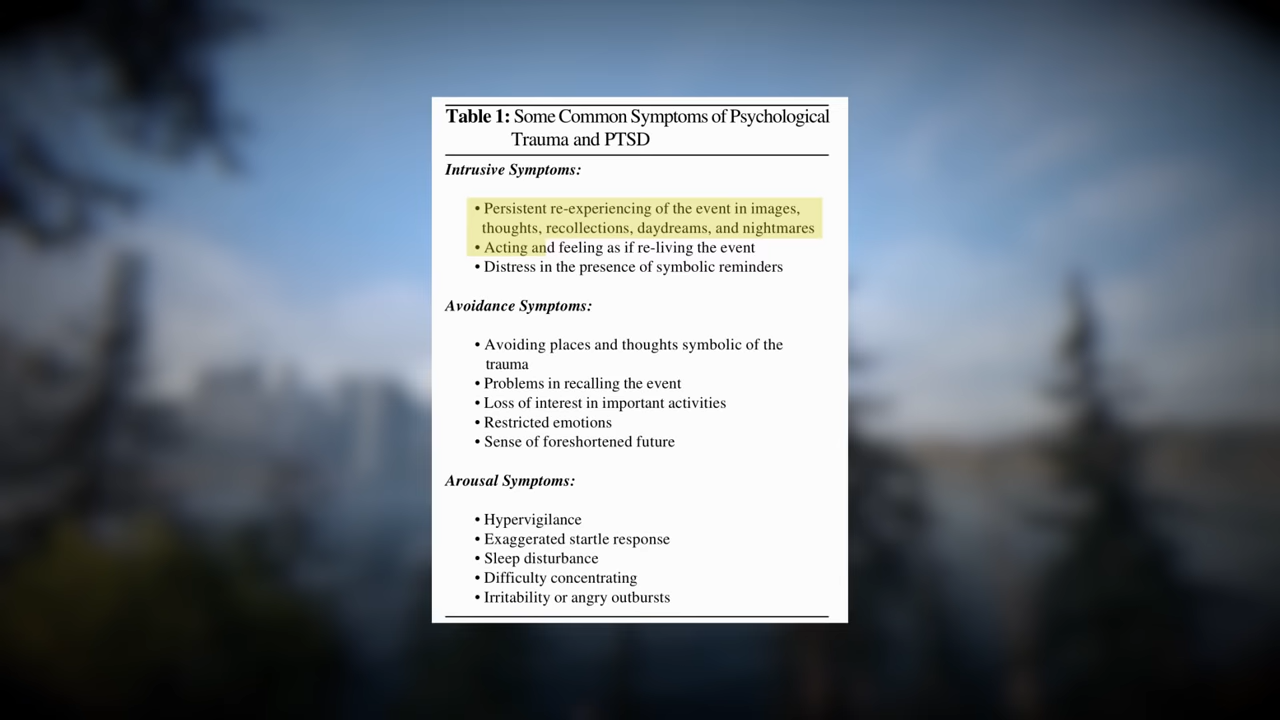 Table 1: Some Common Symptoms of Psychological
Trauma and PTSD
Intrusive Symptoms:
• Persistent re-experiencing of the event in images,
thoughts, recollections, daydreams, and nightmares
• Acting and feeling as if re-living the event
• Distress in the presence of symbolic reminders
Avoidance Symptoms:
• Avoiding places and thoughts symbolic of the
trauma
• Problems in recalling the event
• Loss of interest in important activities
• Restricted emotions
• Sense of foreshortened future
Arousal Symptoms:
• Hypervigilance
• Exaggerated startle response
• Sleep disturbance
• Difficulty concentrating
• Irritability or angry outbursts